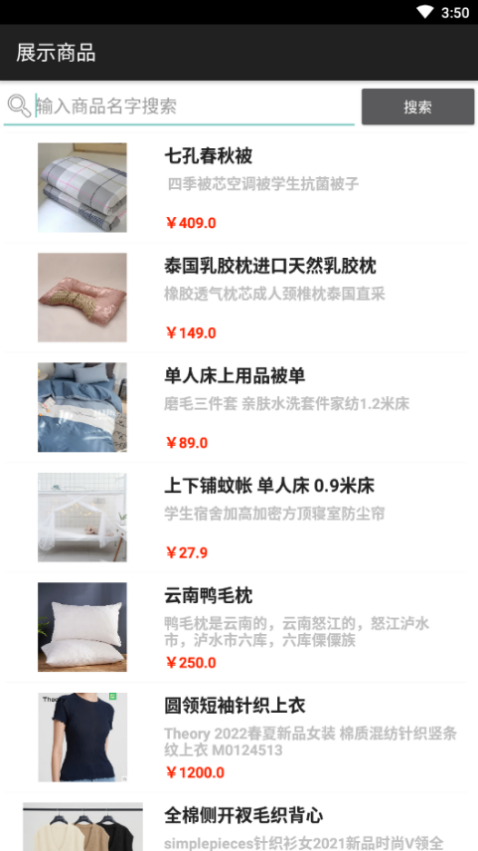 3:50
展示商品
输入商品名字搜索
搜索
七孔春秋被
四季被芯空调被学生抗菌被子
￥409.0
泰国乳胶枕进口天然乳胶枕
橡胶透气枕芯成人颈椎枕泰国直采
￥149.0
单人床上用品被单
磨毛三件套 亲肤水洗套件家纺1.2米床
￥89.0
上下铺蚊帐 单人床 0.9米床
学生宿舍加高加密方顶寝室防尘帘
￥27.9
云南鸭毛枕
鸭毛枕是云南的，云南怒江的，怒江泸水
市，泸水市六库，六库傈僳族
￥250.0
Theory
圆领短袖针织上衣
Theory 2022春夏新品女装 棉质混纺针织竖条
纹上衣 M0124513
￥1200.0
全棉侧开衩毛织背心
simplepieces针织衫女2021新品时尚V领全